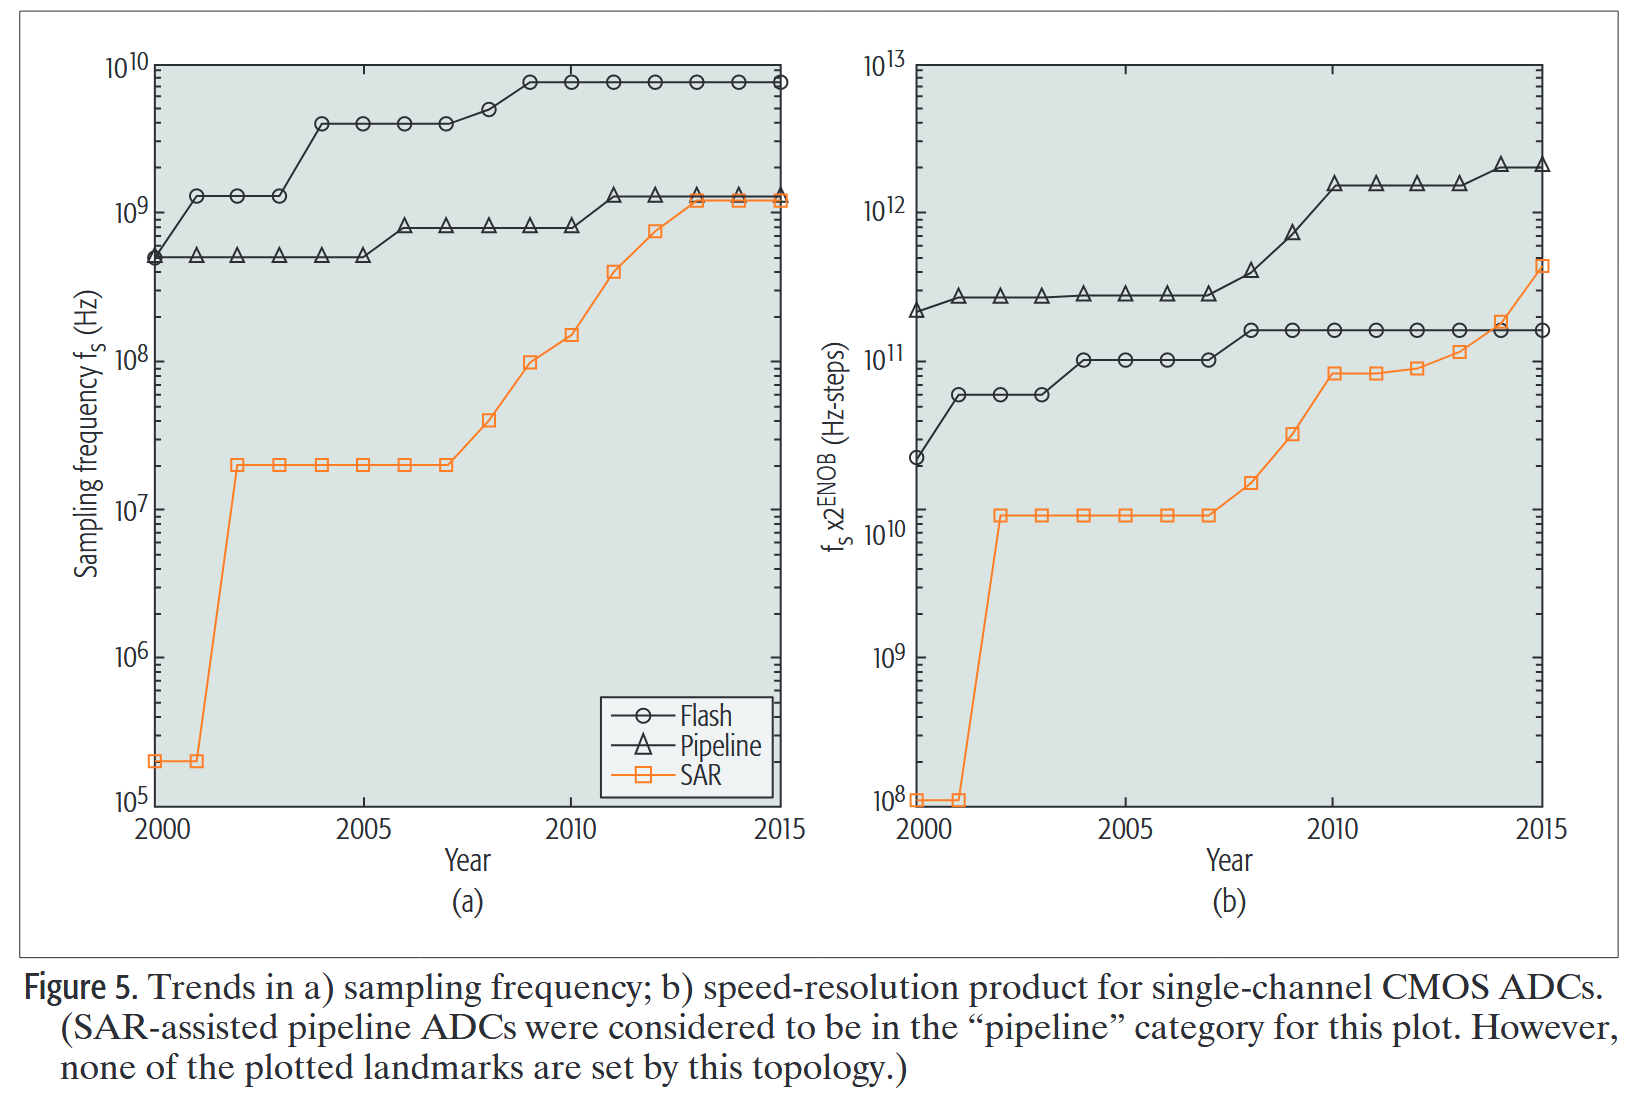 10^10
10^9
10^8
10^7
10^6
10^5
Sampling frequency f_s (Hz)
2000 2005 2010 2015
Year
(a)
Flash
Pipeline
SAR
10^13
10^12
10^11
10^10
10^9
10^8
f_s x2^ENOB (Hz-steps)
2000 2005 2010 2015
Year
(b)
Figure 5. Trends in a) sampling frequency; b) speed-resolution product for single-channel CMOS ADCs.
(SAR-assisted pipeline ADCs were considered to be in the “pipeline” category for this plot. However,
none of the plotted landmarks are set by this topology.)